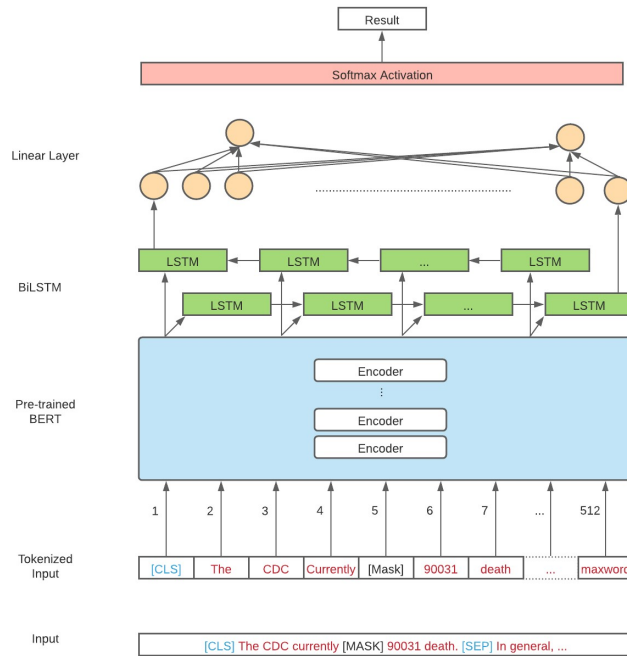 Result
Softmax Activation
Linear Layer
LSTM LSTM ... LSTM
BiLSTM
LSTM LSTM ... LSTM
Encoder
...
Pre-trained
BERT
Encoder
Encoder
1 2 3 4 5 6 7 ... 512
Tokenized
Input
[CLS] The CDC Currently [Mask] 90031 death ... maxword
Input
[CLS] The CDC currently [MASK] 90031 death. [SEP] In general, ...